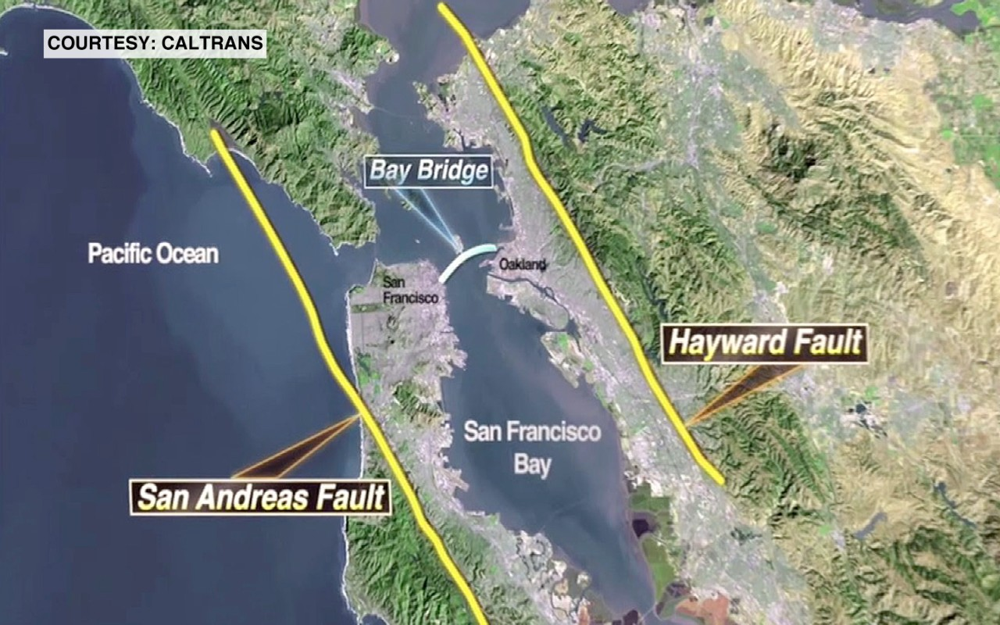 COURTESY: CALTRANS
Bay Bridge
Pacific Ocean
Oakland
San
Francisco
Hayward Fault
San Francisco
Bay
San Andreas Fault